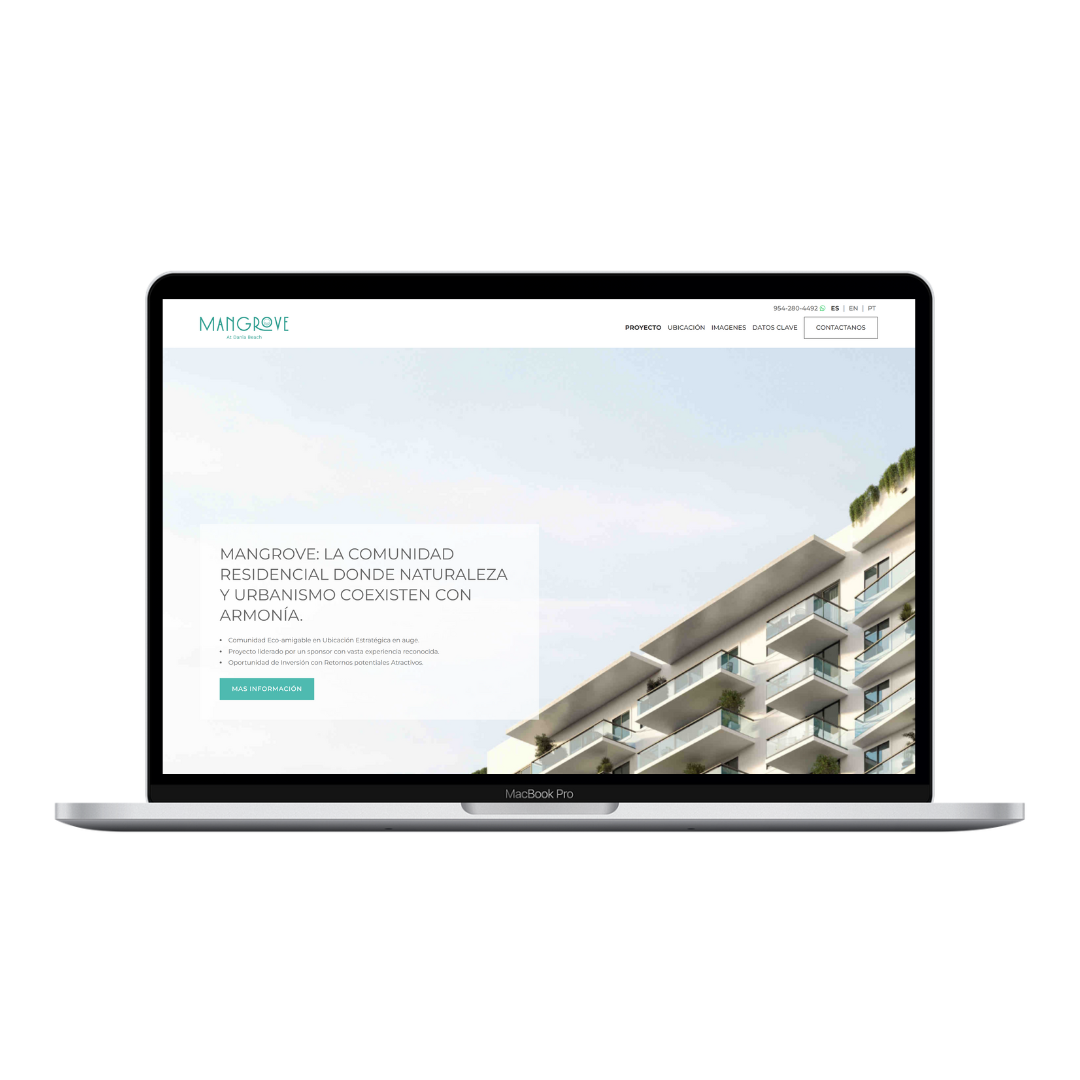 954-280-4492 ES | EN | PT
MANGROVE
At Dania Beach
PROYECTO UBICACIÓN IMAGENES DATOS CLAVE CONTACTANOS
MANGROVE: LA COMUNIDAD
RESIDENCIAL DONDE NATURALEZA
Y URBANISMO COEXISTEN CON
ARMONÍA.
• Comunidad Eco-amigable en Ubicación Estratégica en auge.
• Proyecto liderado por un sponsor con vasta experiencia reconocida.
• Oportunidad de Inversión con Retornos potenciales Atractivos.
MAS INFORMACIÓN
MacBook Pro